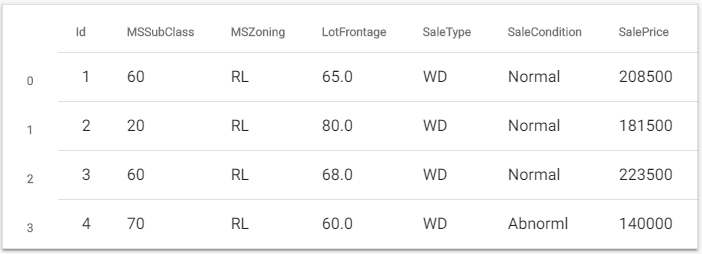 Id MSSubClass MSZoning LotFrontage SaleType SaleCondition SalePrice
0 1 60 RL 65.0 WD Normal 208500
1 2 20 RL 80.0 WD Normal 181500
2 3 60 RL 68.0 WD Normal 223500
3 4 70 RL 60.0 WD Abnorml 140000